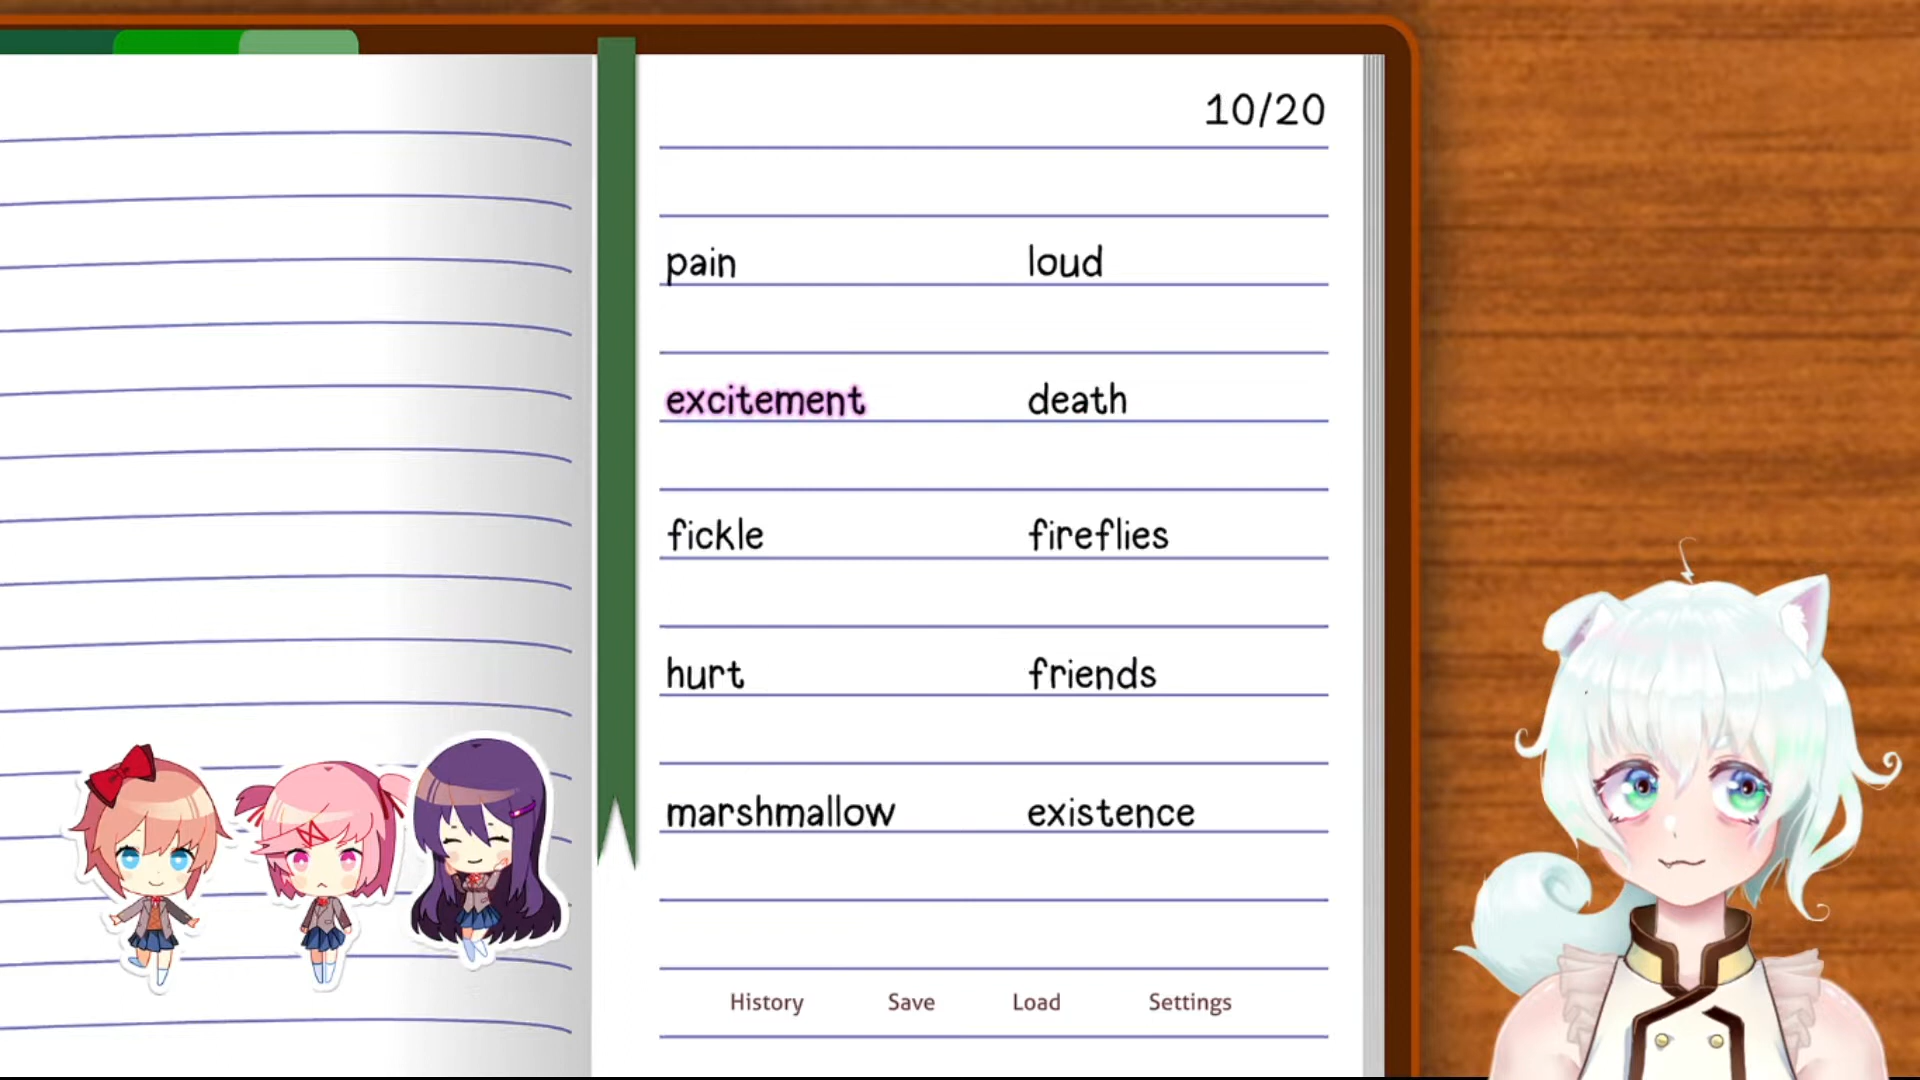 10/20
pain loud
excitement death
fickle fireflies
hurt friends
marshmallow existence
History Save Load Settings